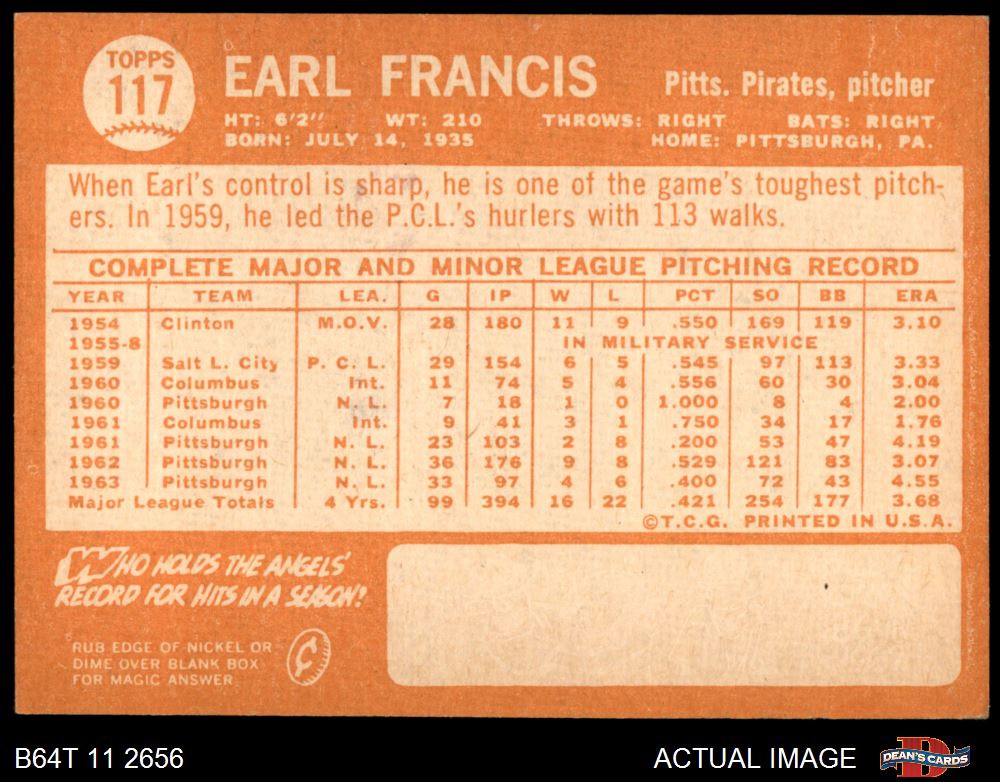 TOPPS
117
EARL FRANCIS
Pitts. Pirates, pitcher
HT: 6'2" WT: 210 THROWS: RIGHT BATS: RIGHT
BORN: JULY 14, 1935 HOME: PITTSBURGH, PA.
When Earl's control is sharp, he is one of the game's toughest pitch-
ers. In 1959, he led the P.C.L.'s hurlers with 113 walks.
COMPLETE MAJOR AND MINOR LEAGUE PITCHING RECORD
YEAR TEAM LEA. G IP W L PCT SO BB ERA
1954 Clinton M.O.V. 28 180 11 9 .550 169 119 3.10
1955-8 IN MILITARY SERVICE
1959 Salt L. City P. C. L. 29 154 6 5 .545 97 113 3.33
1960 Columbus Int. 11 74 5 4 .556 60 30 3.04
1960 Pittsburgh N. L. 7 18 1 0 1.000 8 4 2.00
1961 Columbus Int. 9 41 3 1 .750 34 17 1.76
1961 Pittsburgh N. L. 23 103 2 8 .200 53 47 4.19
1962 Pittsburgh N. L. 36 176 9 8 .529 121 83 3.07
1963 Pittsburgh N. L. 33 97 4 6 .400 72 43 4.55
Major League Totals 4 Yrs. 99 394 16 22 .421 254 177 3.68
©T.C.G. PRINTED IN U.S.A.
WHO HOLDS THE ANGELS'
RECORD FOR HITS IN A SEASON?
RUB EDGE OF NICKEL OR
DIME OVER BLANK BOX
FOR MAGIC ANSWER.
B64T 11 2656
ACTUAL IMAGE
DEAN'S CARDS